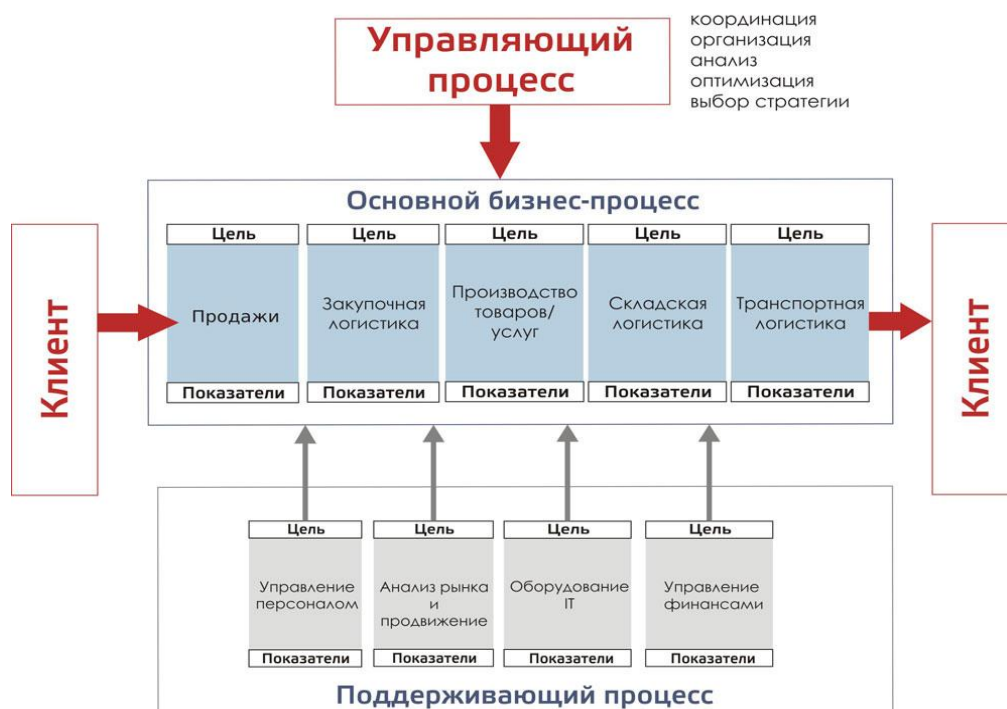 Управляющий
процесс
координация
организация
анализ
оптимизация
выбор стратегии
Основной бизнес-процесс
Клиент
Цель
Продажи
Показатели
Цель
Закупочная
логистика
Показатели
Цель
Производство
товаров/
услуг
Показатели
Цель
Складская
логистика
Показатели
Цель
Транспортная
логистика
Показатели
Клиент
Цель
Управление
персоналом
Показатели
Цель
Анализ рынка
и
продвижение
Показатели
Цель
Оборудование
IT
Показатели
Цель
Управление
финансами
Показатели
Поддерживающий процесс